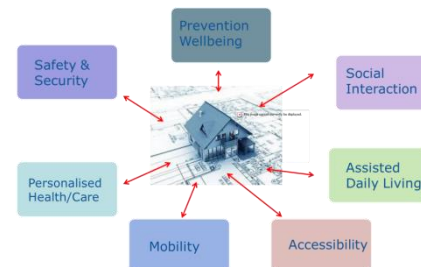 Prevention
Wellbeing
Safety &
Security
Social
Interaction
Personalised
Health/Care
Assisted
Daily Living
Mobility
Accessibility